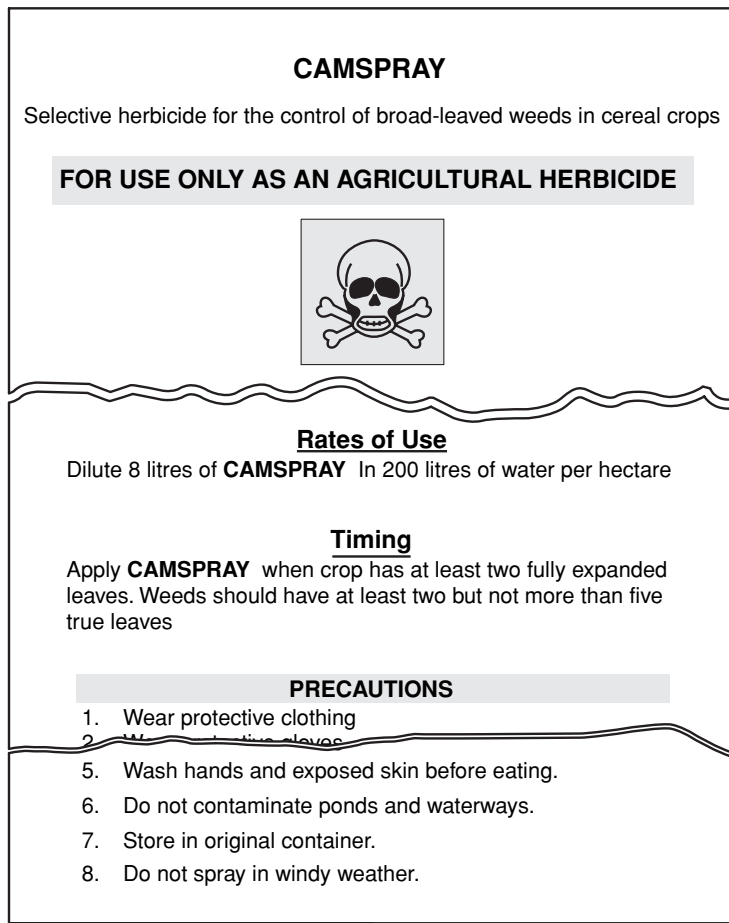 CAMSPRAY
Selective herbicide for the control of broad-leaved weeds in cereal crops
FOR USE ONLY AS AN AGRICULTURAL HERBICIDE
Rates of Use
Dilute 8 litres of CAMSPRAY In 200 litres of water per hectare
Timing
Apply CAMSPRAY when crop has at least two fully expanded
leaves. Weeds should have at least two but not more than five
true leaves
PRECAUTIONS
1. Wear protective clothing
2. Wear protective gloves
5. Wash hands and exposed skin before eating.
6. Do not contaminate ponds and waterways.
7. Store in original container.
8. Do not spray in windy weather.